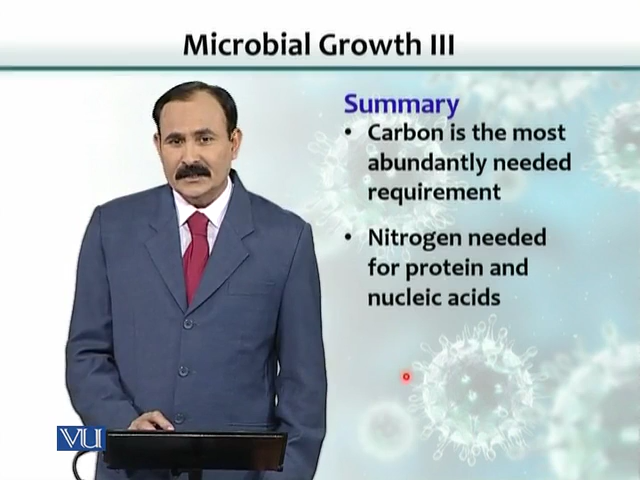 Microbial Growth III
Summary
• Carbon is the most
abundantly needed
requirement
• Nitrogen needed
for protein and
nucleic acids
VU